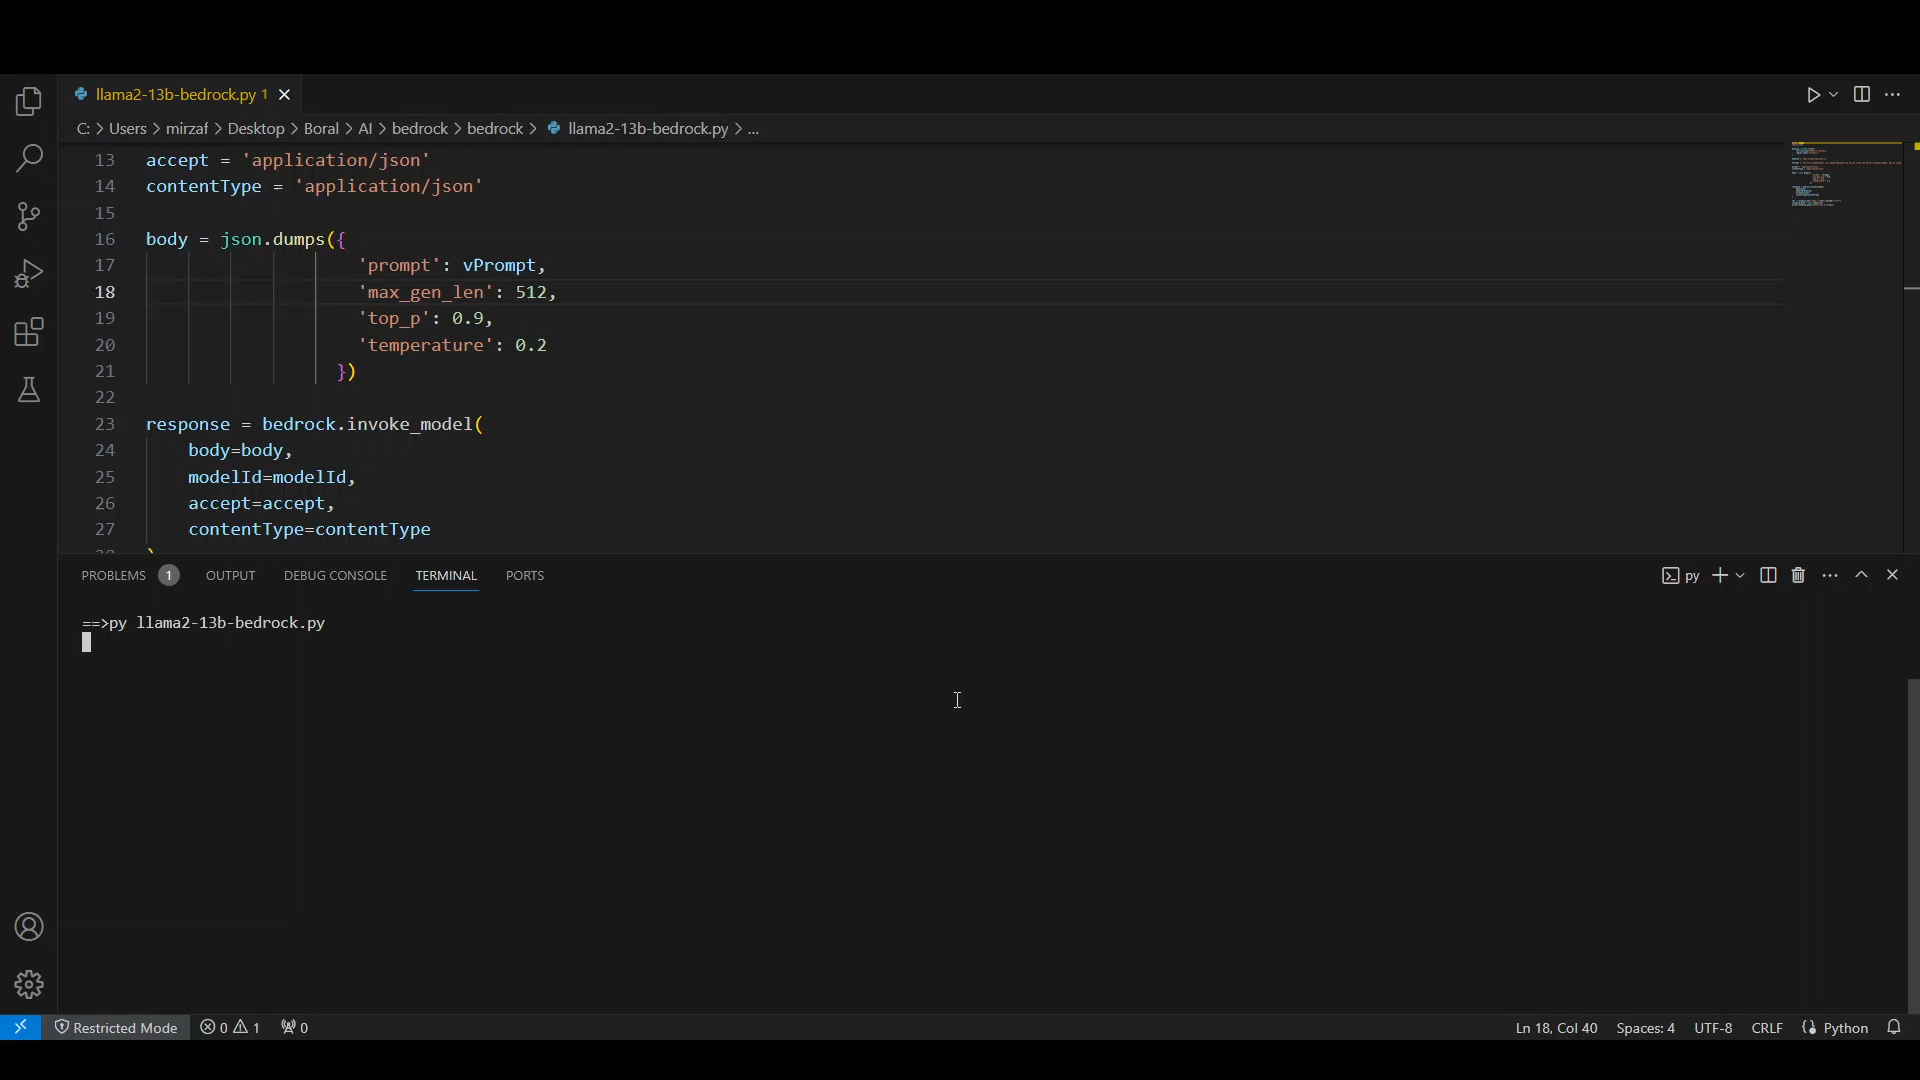 llama2-13b-bedrock.py 1
C: > Users > mirzaf > Desktop > Boral > AI > bedrock > bedrock > llama2-13b-bedrock.py > ...
13 accept = 'application/json'
14 contentType = 'application/json'
15
16 body = json.dumps({
17 'prompt': vPrompt,
18 'max_gen_len': 512,
19 'top_p': 0.9,
20 'temperature': 0.2
21 })
22
23 response = bedrock.invoke_model(
24 body=body,
25 modelId=modelId,
26 accept=accept,
27 contentType=contentType
PROBLEMS 1 OUTPUT DEBUG CONSOLE TERMINAL PORTS py
==>py llama2-13b-bedrock.py
Restricted Mode 0 1 0 Ln 18, Col 40 Spaces: 4 UTF-8 CRLF Python